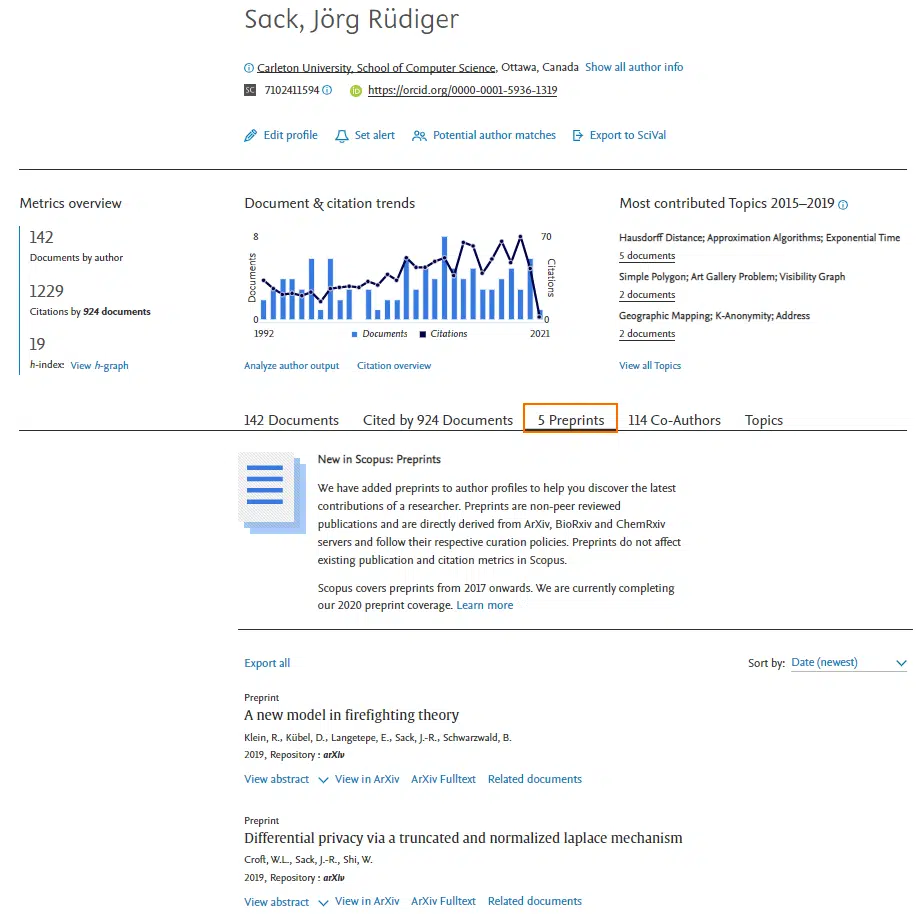 Sack, Jörg Rüdiger
Carleton University, School of Computer Science, Ottawa, Canada Show all author info
SC 7102411594 iD https://orcid.org/0000-0001-5936-1319
Edit profile Set alert Potential author matches Export to SciVal
Metrics overview
142
Documents by author
1229
Citations by 924 documents
19
h-index: View h-graph
Document & citation trends
8 70
Documents
Citations
0 0
1992 Documents Citations 2021
Analyze author output Citation overview
Most contributed Topics 2015–2019
Hausdorff Distance; Approximation Algorithms; Exponential Time
5 documents
Simple Polygon; Art Gallery Problem; Visibility Graph
2 documents
Geographic Mapping; K-Anonymity; Address
2 documents
View all Topics
142 Documents Cited by 924 Documents 5 Preprints 114 Co-Authors Topics
New in Scopus: Preprints
We have added preprints to author profiles to help you discover the latest
contributions of a researcher. Preprints are non-peer reviewed
publications and are directly derived from ArXiv, BioRxiv and ChemRxiv
servers and follow their respective curation policies. Preprints do not affect
existing publication and citation metrics in Scopus.
Scopus covers preprints from 2017 onwards. We are currently completing
our 2020 preprint coverage. Learn more
Export all Sort by: Date (newest)
Preprint
A new model in firefighting theory
Klein, R., Kübel, D., Langetepe, E., Sack, J.-R., Schwarzwald, B.
2019, Repository : arXiv
View abstract View in ArXiv ArXiv Fulltext Related documents
Preprint
Differential privacy via a truncated and normalized laplace mechanism
Croft, W.L., Sack, J.-R., Shi, W.
2019, Repository : arXiv
View abstract View in ArXiv ArXiv Fulltext Related documents